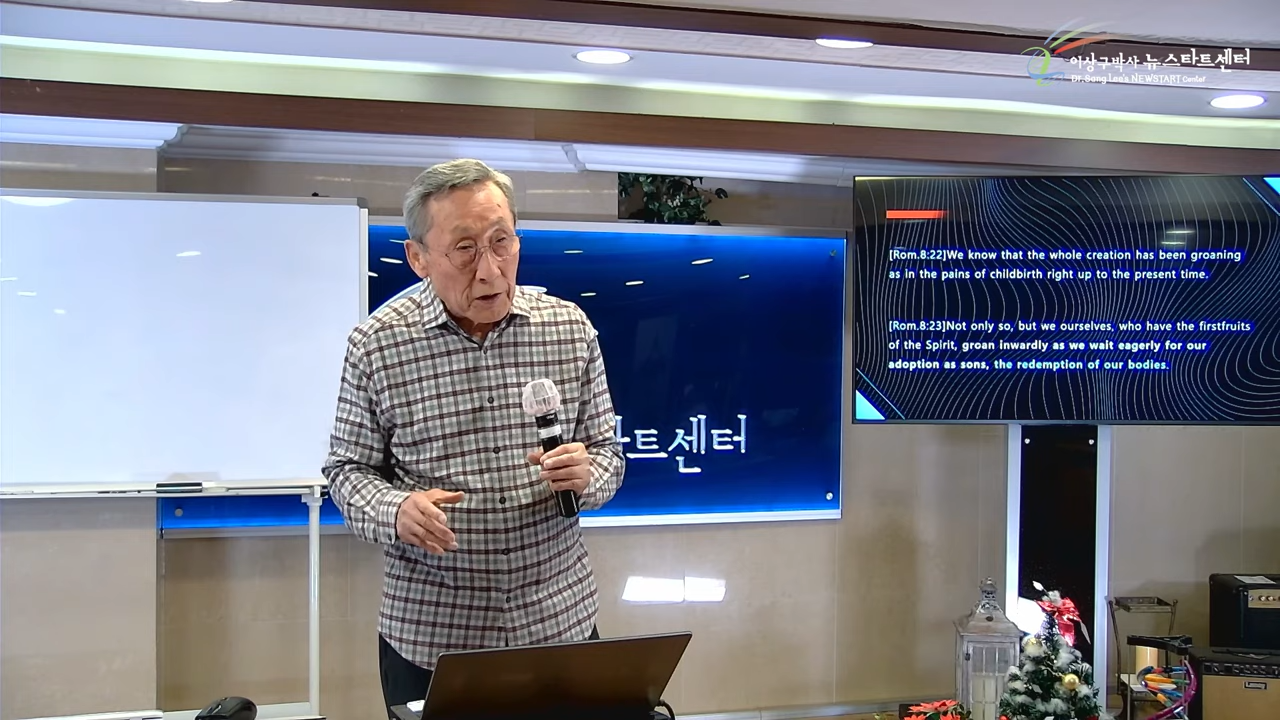 이상구박사 뉴스타트센터
Dr. Sang Lee's NEWSTART Center
[Rom.8:22]We know that the whole creation has been groaning
as in the pains of childbirth right up to the present time.
[Rom.8:23]Not only so, but we ourselves, who have the firstfruits
of the Spirit, groan inwardly as we wait eagerly for our
adoption as sons, the redemption of our bodies.
트센터